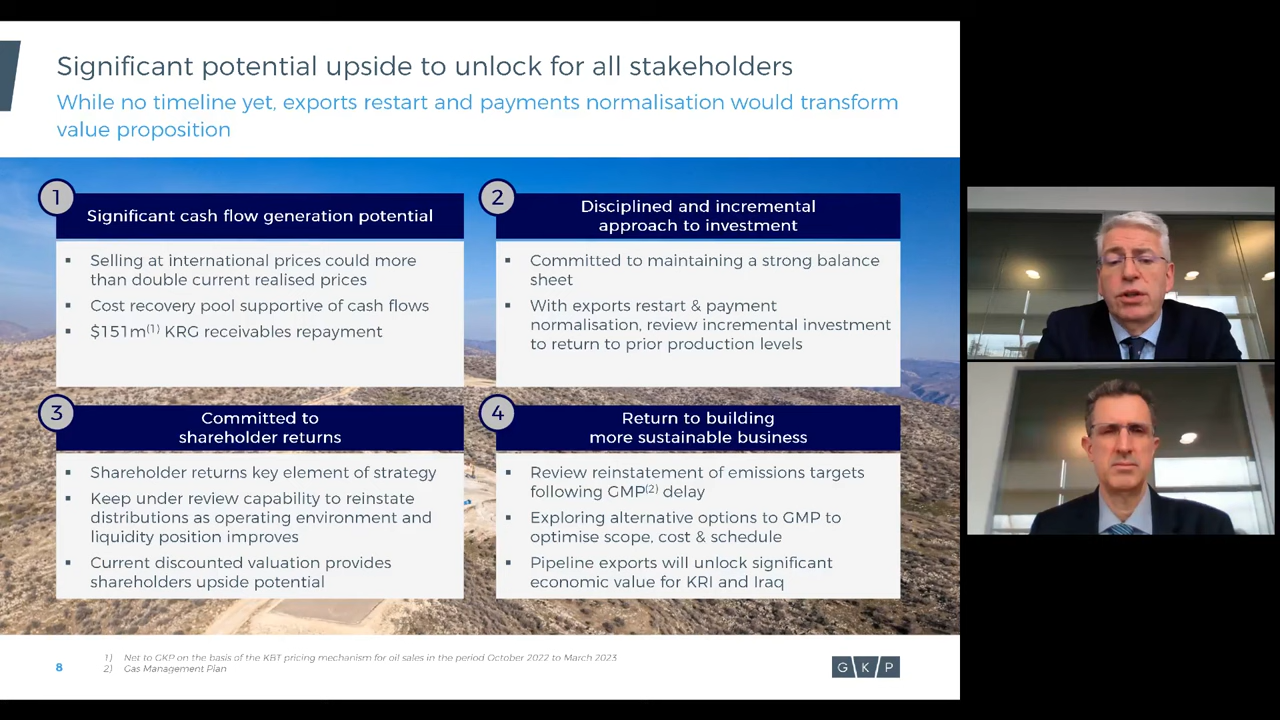 Significant potential upside to unlock for all stakeholders
While no timeline yet, exports restart and payments normalisation would transform
value proposition
1
Significant cash flow generation potential
▪ Selling at international prices could more
than double current realised prices
▪ Cost recovery pool supportive of cash flows
▪ $151m(1) KRG receivables repayment
2
Disciplined and incremental
approach to investment
▪ Committed to maintaining a strong balance
sheet
▪ With exports restart & payment
normalisation, review incremental investment
to return to prior production levels
3
Committed to
shareholder returns
▪ Shareholder returns key element of strategy
▪ Keep under review capability to reinstate
distributions as operating environment and
liquidity position improves
▪ Current discounted valuation provides
shareholders upside potential
4
Return to building
more sustainable business
▪ Review reinstatement of emissions targets
following GMP(2) delay
▪ Exploring alternative options to GMP to
optimise scope, cost & schedule
▪ Pipeline exports will unlock significant
economic value for KRI and Iraq
8
1) Net to GKP on the basis of the KBT pricing mechanism for oil sales in the period October 2022 to March 2023
2) Gas Management Plan
G K P